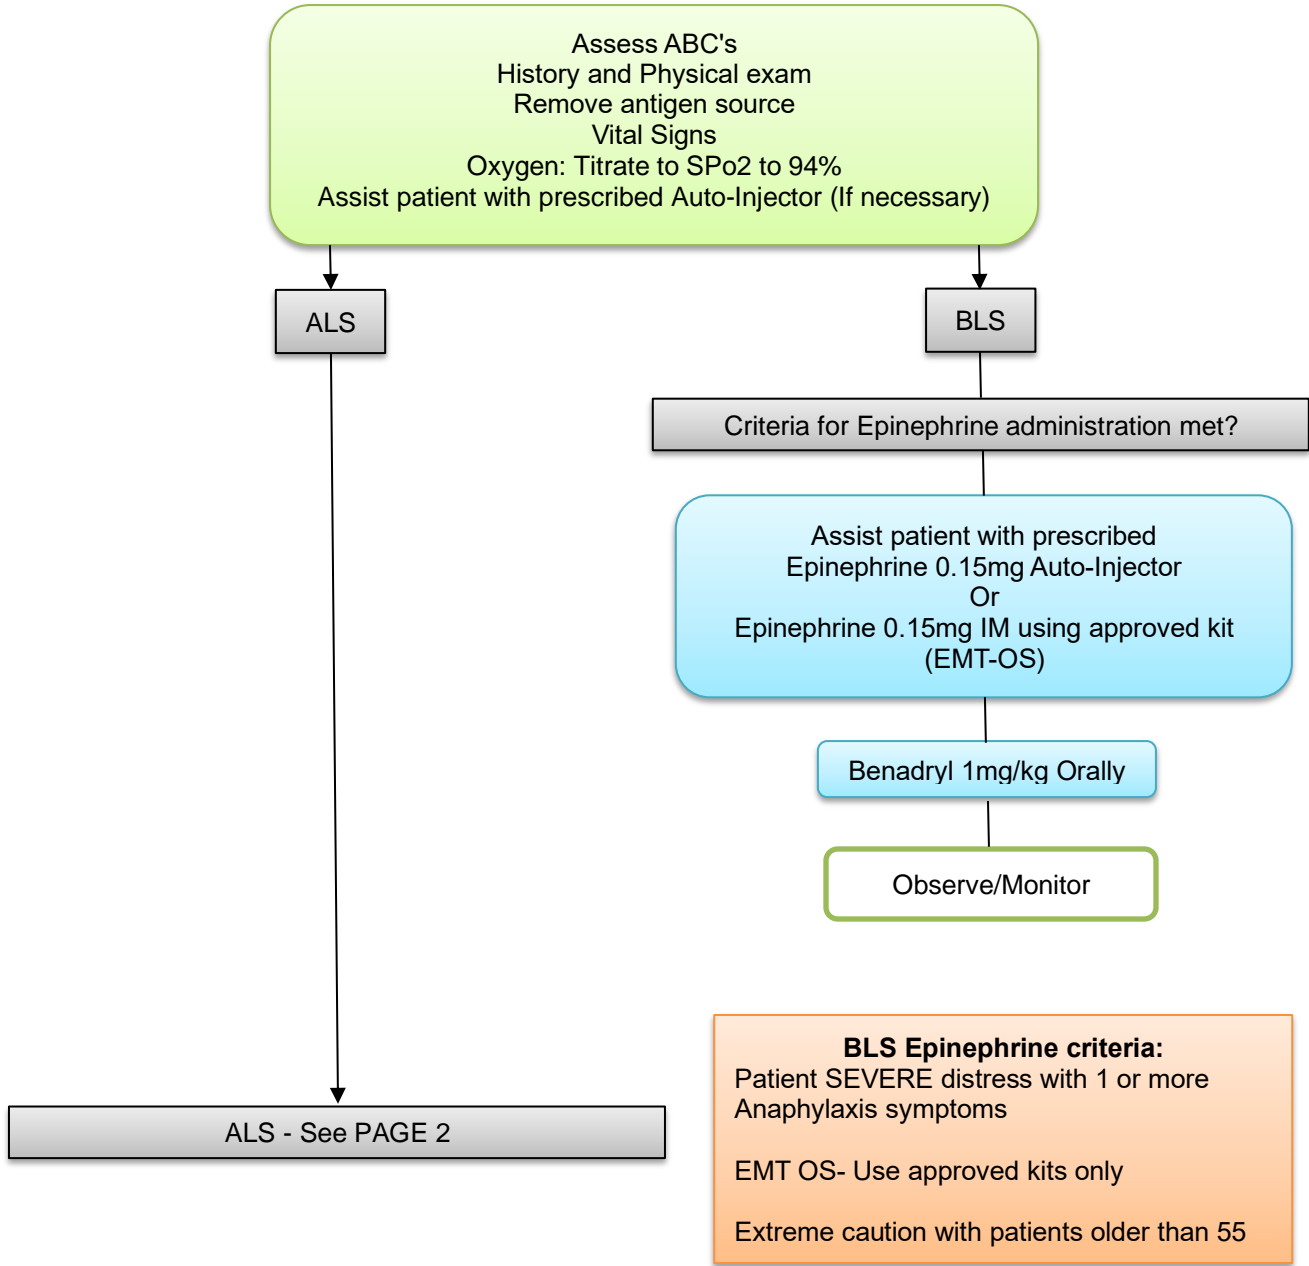 Assess ABC's
History and Physical exam
Remove antigen source
Vital Signs
Oxygen: Titrate to SPo2 to 94%
Assist patient with prescribed Auto-Injector (If necessary)
ALS
BLS
Criteria for Epinephrine administration met?
Assist patient with prescribed
Epinephrine 0.15mg Auto-Injector
Or
Epinephrine 0.15mg IM using approved kit
(EMT-OS)
Benadryl 1mg/kg Orally
Observe/Monitor
ALS - See PAGE 2
BLS Epinephrine criteria:
Patient SEVERE distress with 1 or more
Anaphylaxis symptoms
EMT OS- Use approved kits only
Extreme caution with patients older than 55